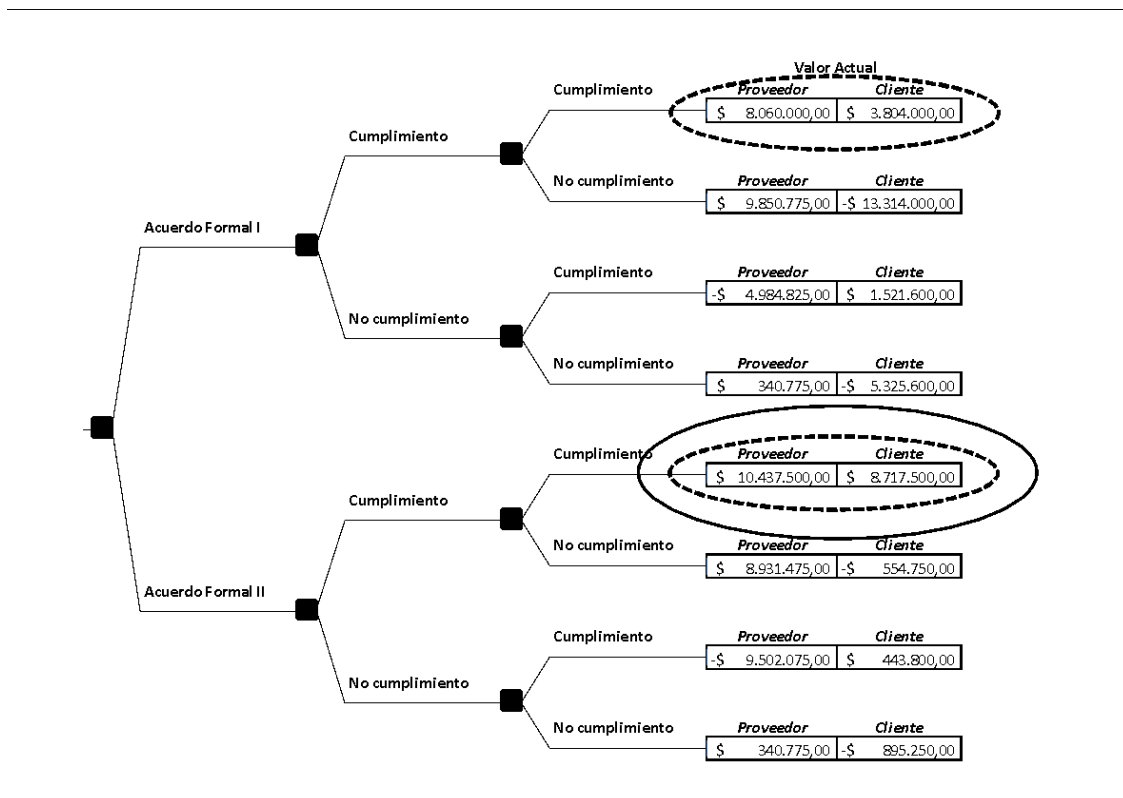 Valor Actual
Cumplimiento
Proveedor Cliente
$ 8.060.000,00 $ 3.804.000,00
Cumplimiento
No cumplimiento
Proveedor Cliente
$ 9.850.775,00 -$ 13.314.000,00
Acuerdo Formal I
Cumplimiento
Proveedor Cliente
-$ 4.984.825,00 $ 1.521.600,00
No cumplimiento
No cumplimiento
Proveedor Cliente
$ 340.775,00 -$ 5.325.600,00
Cumplimiento
Proveedor Cliente
$ 10.437.500,00 $ 8.717.500,00
Cumplimiento
No cumplimiento
Proveedor Cliente
$ 8.931.475,00 -$ 554.750,00
Acuerdo Formal II
Cumplimiento
Proveedor Cliente
-$ 9.502.075,00 $ 443.800,00
No cumplimiento
No cumplimiento
Proveedor Cliente
$ 340.775,00 -$ 895.250,00